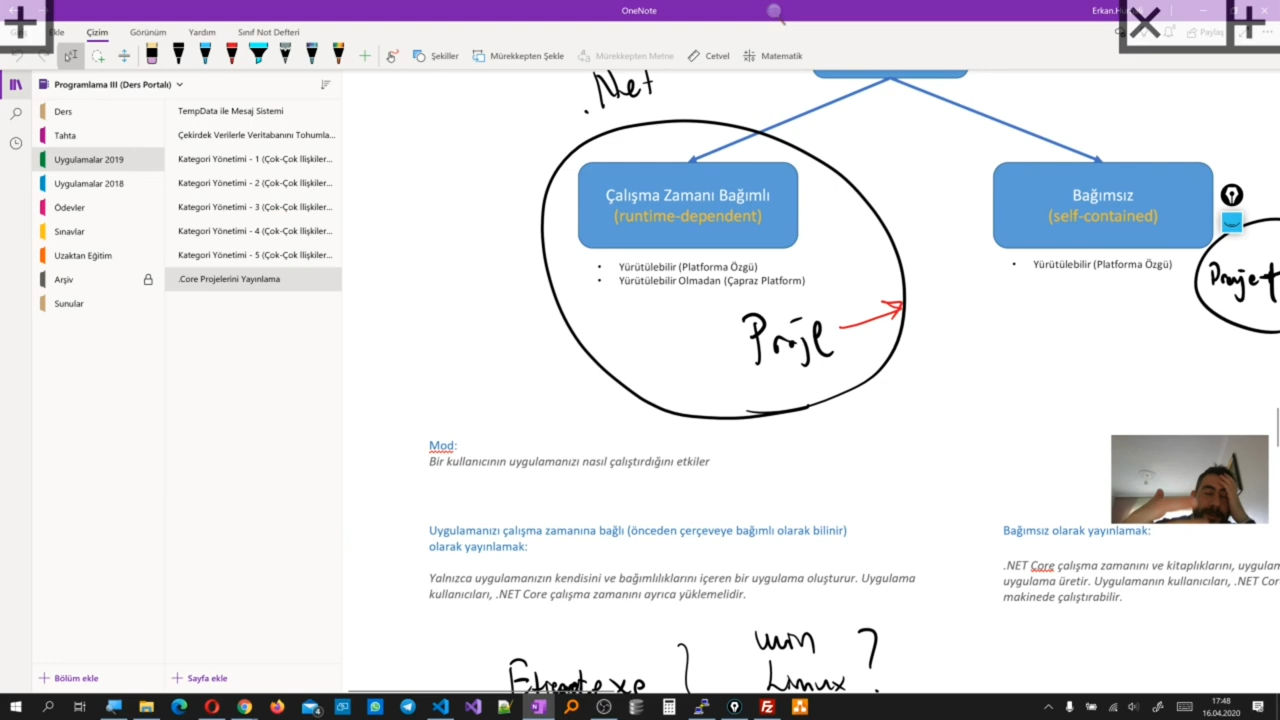 OneNote
Erkan.Hu
Çizim
Görünüm
Yardım
Sınıf Not Defteri
Paylaş
Şekiller
Mürekkepten Şekle
Mürekkepten Metne
Cetvel
Matematik
Programlama III (Ders Portalı)
Ders
Tahta
Uygulamalar 2019
Uygulamalar 2018
Ödevler
Sınavlar
Uzaktan Eğitim
Arşiv
Sunular
TempData ile Mesaj Sistemi
Çekirdek Verilerle Veritabanını Tohumla...
Kategori Yönetimi - 1 (Çok-Çok İlişkiler...
Kategori Yönetimi - 2 (Çok-Çok İlişkiler...
Kategori Yönetimi - 3 (Çok-Çok İlişkiler...
Kategori Yönetimi - 4 (Çok-Çok İlişkiler...
Kategori Yönetimi - 5 (Çok-Çok İlişkiler...
.Core Projelerini Yayınlama
.Net
Çalışma Zamanı Bağımlı
(runtime-dependent)
• Yürütülebilir (Platforma Özgü)
• Yürütülebilir Olmadan (Çapraz Platform)
Proje
Bağımsız
(self-contained)
• Yürütülebilir (Platforma Özgü)
Proje+
Mod:
Bir kullanıcının uygulamanızı nasıl çalıştırdığını etkiler
Uygulamanızı çalışma zamanına bağlı (önceden çerçeveye bağımlı olarak bilinir)
olarak yayınlamak:
Yalnızca uygulamanızın kendisini ve bağımlılıklarını içeren bir uygulama oluşturur. Uygulama
kullanıcıları, .NET Core çalışma zamanını ayrıca yüklemelidir.
Bağımsız olarak yayınlamak:
.NET Core çalışma zamanını ve kitaplıklarını, uygulam
uygulama üretir. Uygulamanın kullanıcıları, .NET Cor
makinede çalıştırabilir.
win ?
Linux
Bölüm ekle
Sayfa ekle
4
17:48
16.04.2020